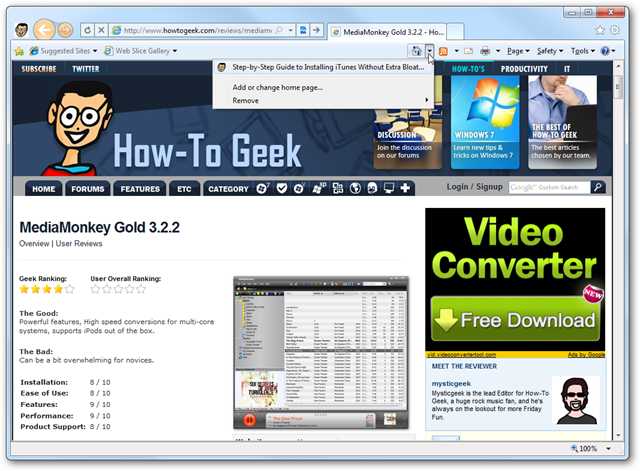 http://www.howtogeek.com/reviews/mediamo
MediaMonkey Gold 3.2.2 - Ho...
Suggested Sites
Web Slice Gallery
Page
Safety
Tools
Step-by-Step Guide to Installing iTunes Without Extra Bloat...
Add or change home page...
Remove
SUBSCRIBE
TWITTER
HOW-TO'S
PRODUCTIVITY
IT
How-To Geek
DISCUSSION
Join the discussion
on our forums
WINDOWS 7
Learn new tips &
tricks on Windows 7
THE BEST OF
HOW-TO GEEK
The best articles
chosen by our team.
HOME
FORUMS
FEATURES
ETC
CATEGORY
XP
Login / Signup
Google™ Custom Search
MediaMonkey Gold 3.2.2
Overview | User Reviews
Geek Ranking:
User Overall Ranking:
The Good:
Powerful features, High speed conversions for multi-core
systems, supports iPods out of the box.
The Bad:
Can be a bit overwhelming for novices.
Installation: 8 / 10
Ease of Use: 8 / 10
Features: 9 / 10
Performance: 9 / 10
Product Support: 8 / 10
Video
Converter
NEW
Free Download
vid.videoconvertertool.com
Ads by Google
MEET THE REVIEWER
mysticgeek
Mysticgeek is the lead Editor for How-To
Geek, a huge rock music fan, and he's
always on the lookout for more Friday
Fun.
100%